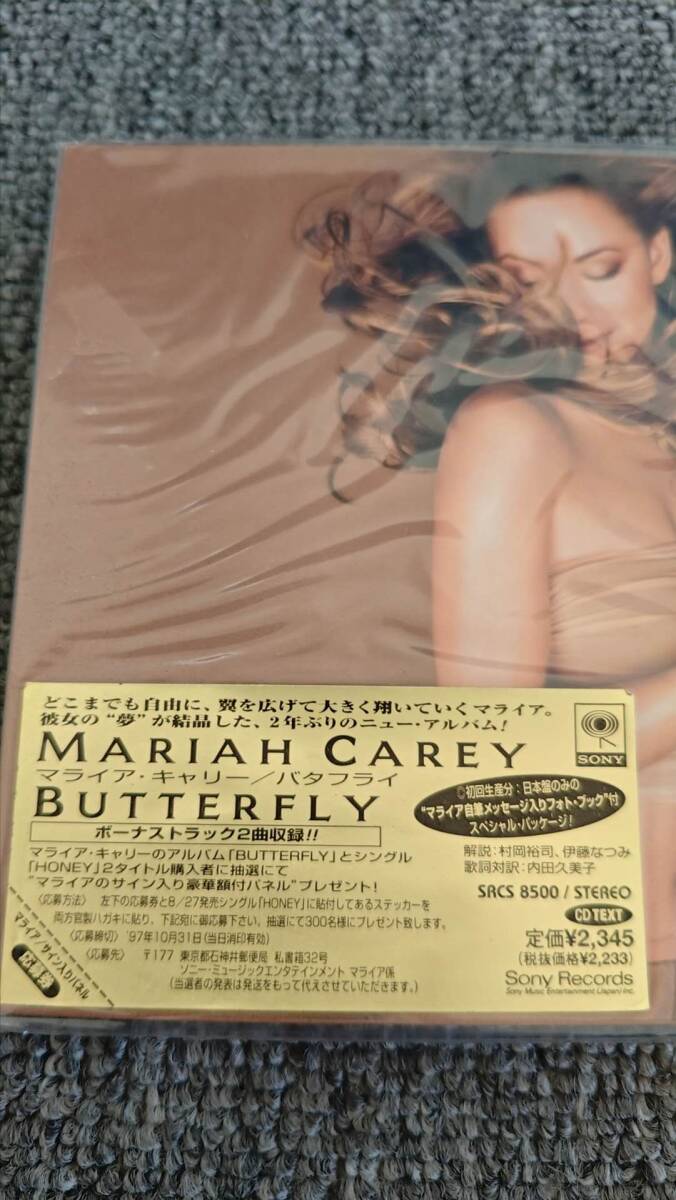 どこまでも自由に、翼を広げて大きく翔いていくマライア。
彼女の“夢”が結晶した、2年ぶりのニュー・アルバム!
MARIAH CAREY
マライア・キャリー/バタフライ
BUTTERFLY
ボーナストラック2曲収録!!
マライア・キャリーのアルバム「BUTTERFLY」とシングル
「HONEY」2タイトル購入者に抽選にて
“マライアのサイン入り豪華額付パネル”プレゼント!
〈応募方法〉 左下の応募券と8/27発売シングル「HONEY」に貼付してあるステッカーを
両方官製ハガキに貼り、下記宛に御応募下さい。抽選にて300名様にプレゼント致します。
〈応募締切〉 '97年10月31日(当日消印有効)
〈応募先〉 〒177 東京都石神井郵便局 私書箱32号
ソニー・ミュージックエンタテインメント マライア係
(当選者の発表は発送をもって代えさせていただきます。)
マライア/サイン入りパネル
応募券
SONY
◎初回生産分:日本盤のみの
“マライア自筆メッセージ入りフォト・ブック”付
スペシャル・パッケージ!
解説:村岡裕司、伊藤なつみ
歌詞対訳:内田久美子
SRCS 8500 / STEREO
CD TEXT
定価¥2,345
(税抜価格¥2,233)
Sony Records
Sony Music Entertainment (Japan) Inc.